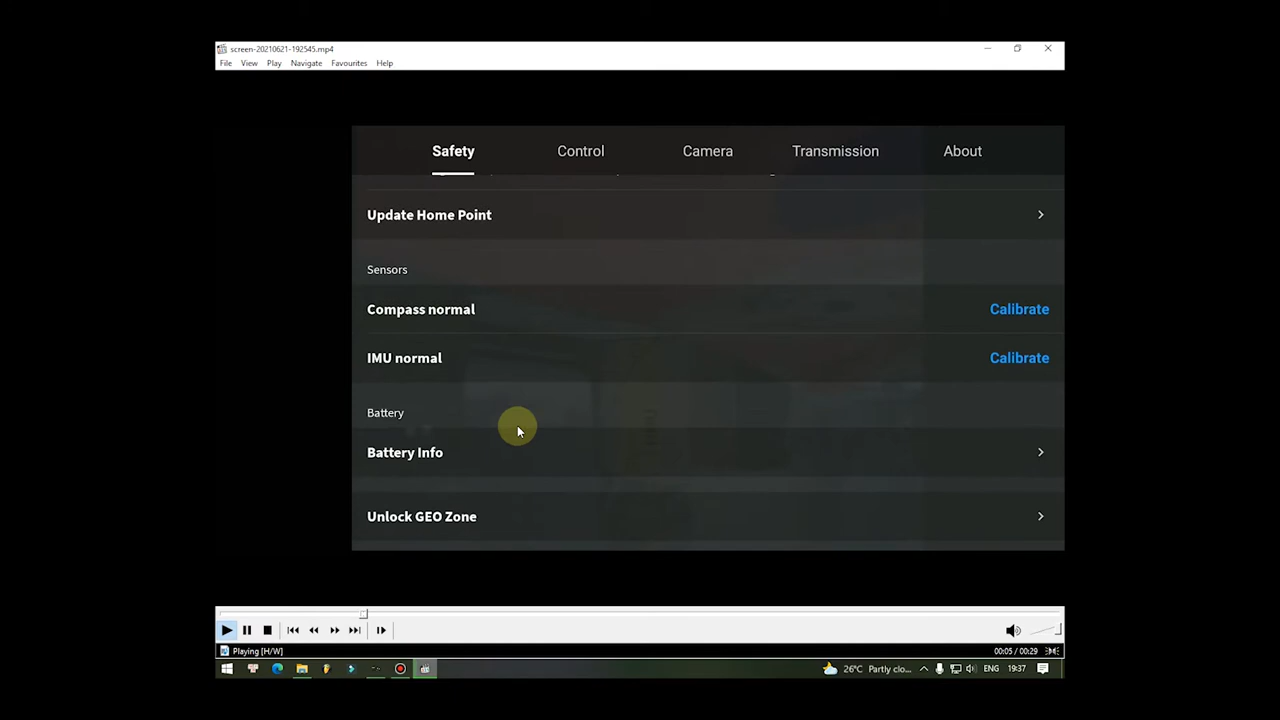 screen-20210621-192545.mp4
File View Play Navigate Favourites Help
Safety Control Camera Transmission About
Update Home Point
Sensors
Compass normal Calibrate
IMU normal Calibrate
Battery
Battery Info
Unlock GEO Zone
Playing [H/W] 00:05 / 00:29
26°C Partly clo... ENG 19:37